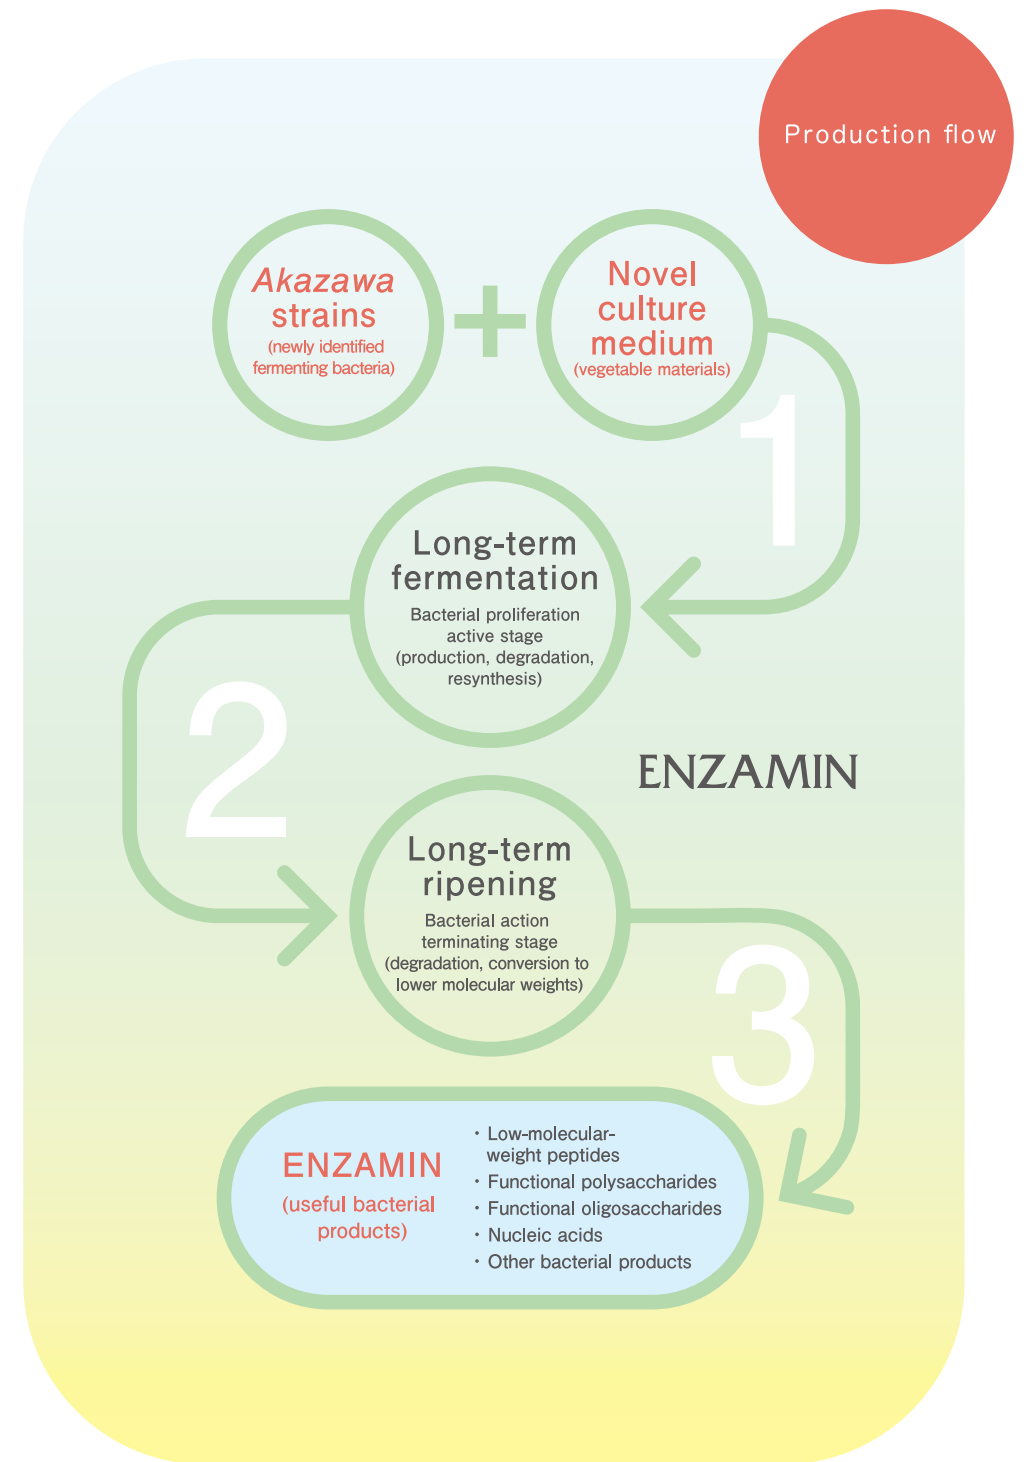 Production flow
Akazawa
strains
(newly identified
fermenting bacteria)
+
Novel
culture
medium
(vegetable materials)
1
Long-term
fermentation
Bacterial proliferation
active stage
(production, degradation,
resynthesis)
2
ENZAMIN
Long-term
ripening
Bacterial action
terminating stage
(degradation, conversion to
lower molecular weights)
3
ENZAMIN
(useful bacterial
products)
・Low-molecular-
weight peptides
・Functional polysaccharides
・Functional oligosaccharides
・Nucleic acids
・Other bacterial products